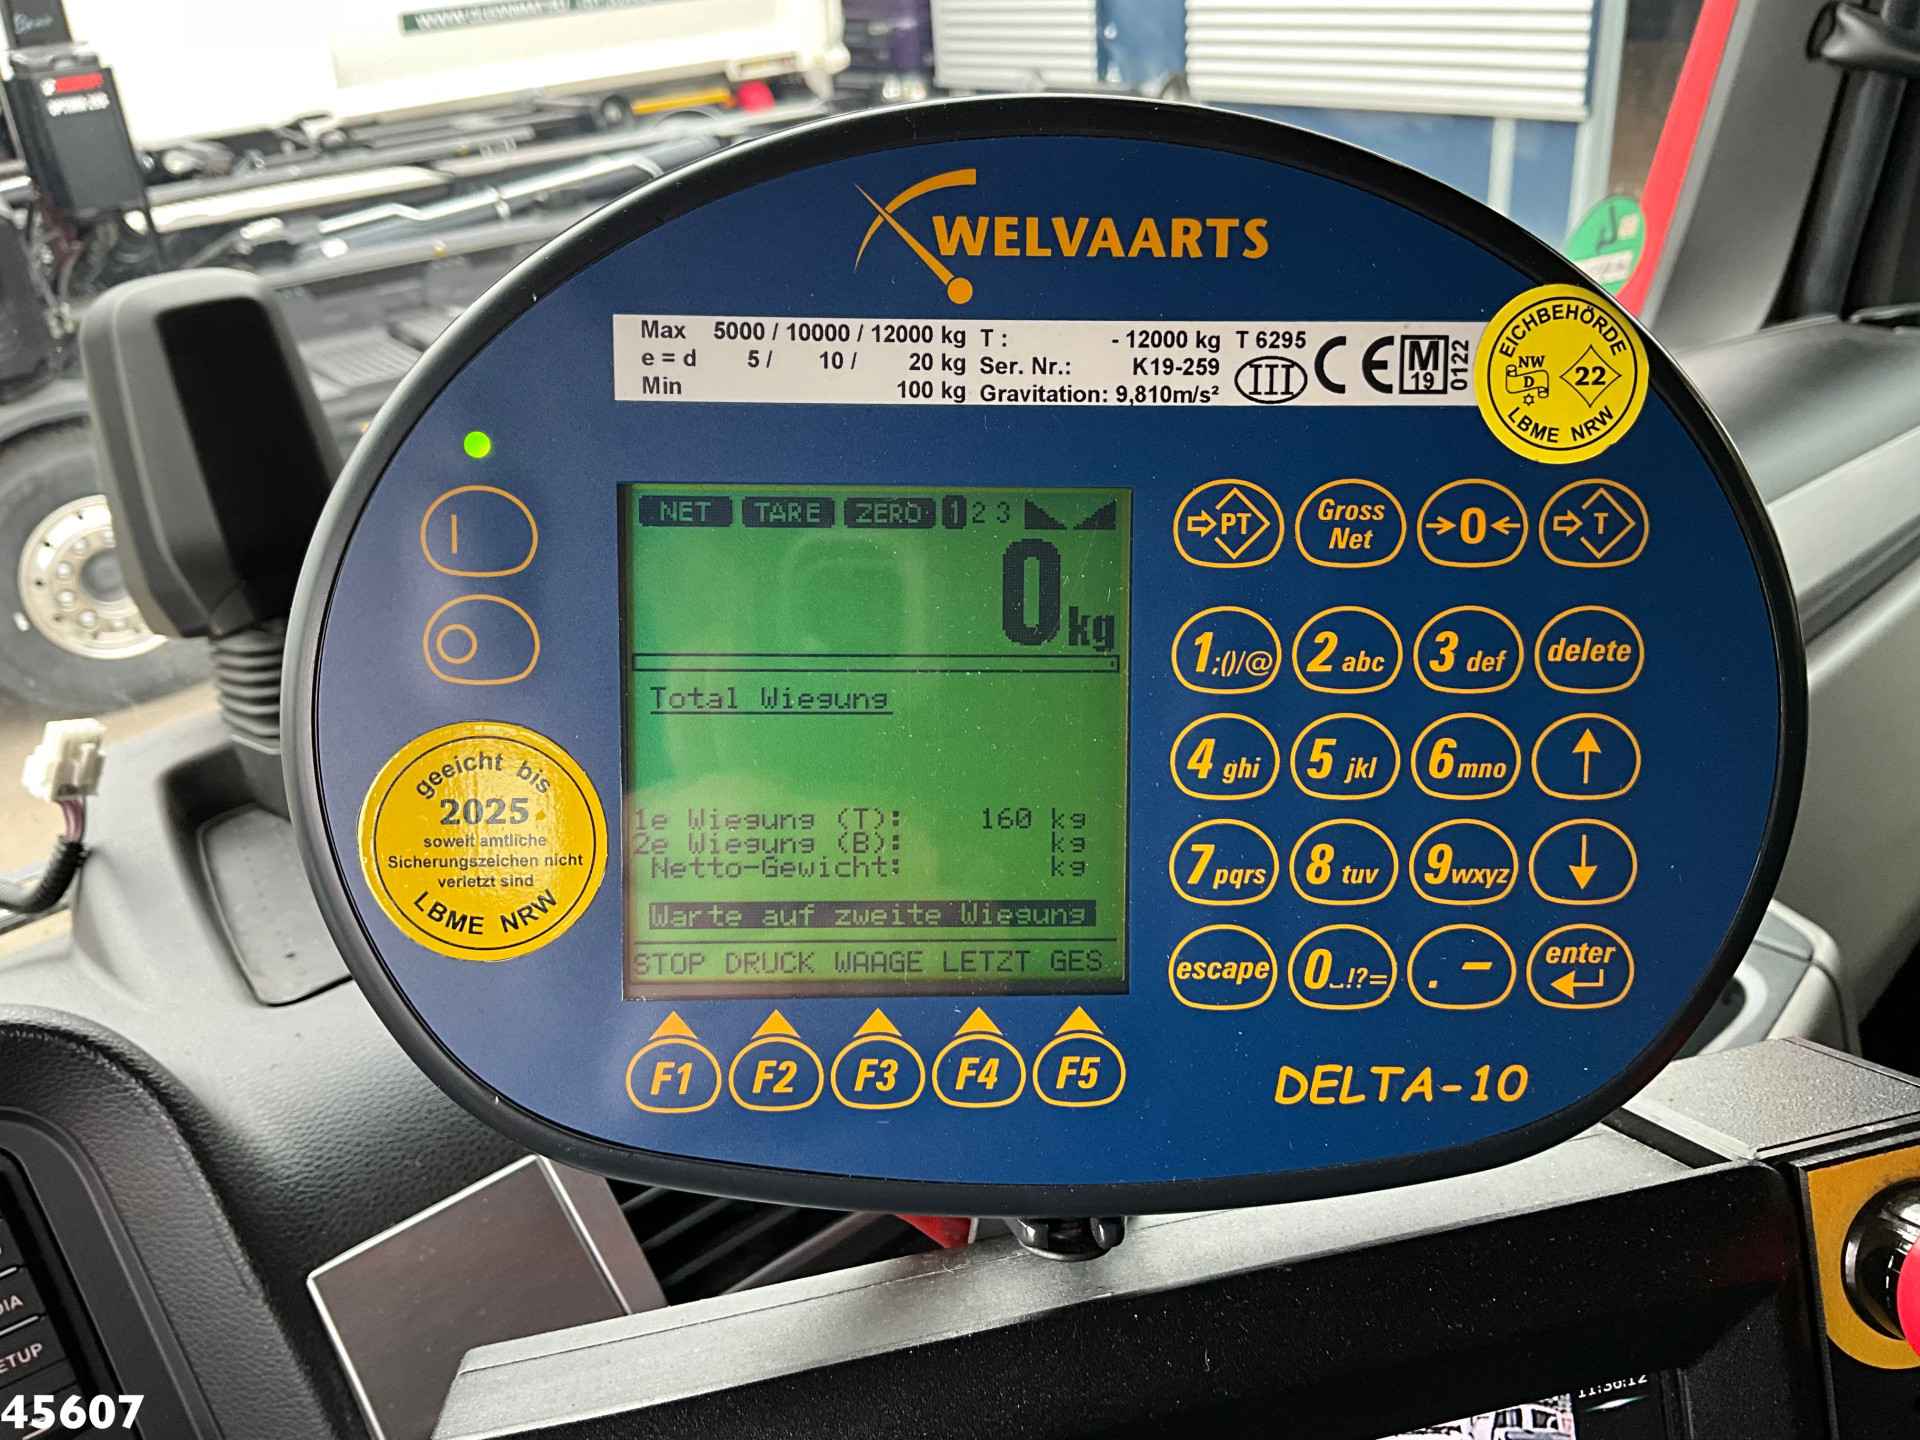 WELVAARTS
Max 5000 / 10000 / 12000 kg T : - 12000 kg T 6295
e = d 5 / 10 / 20 kg Ser. Nr.: K19-259
Min 100 kg Gravitation: 9,810m/s²
III CE M 19 0122
EICHBEHÖRDE
NW
D
22
LBME NRW
NET TARE ZERO 1 2 3
0 kg
Total Wiegung
1e Wiegung (T): 160 kg
2e Wiegung (B): kg
Netto-Gewicht: kg
Warte auf zweite Wiegung
STOP DRUCK WAAGE LETZT GES
F1 F2 F3 F4 F5
geeicht bis
2025
soweit amtliche
Sicherungszeichen nicht
verletzt sind
LBME NRW
PT Gross Net →0← T
1 ;()/@ 2 abc 3 def delete
4 ghi 5 jkl 6 mno ↑
7 pqrs 8 tuv 9 wxyz ↓
escape 0 ⎵!?= . – enter
DELTA-10
11:36:12
45607